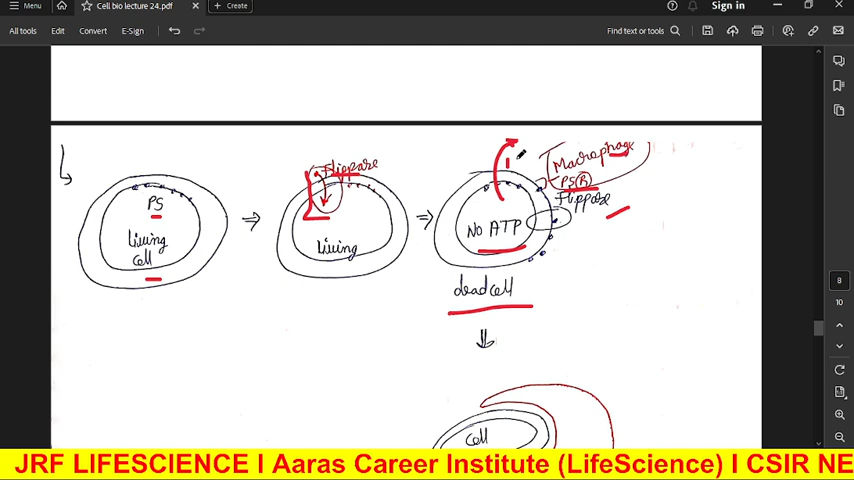 Menu
Cell bio lecture 24.pdf
Create
Sign in
All tools
Edit
Convert
E-Sign
Find text or tools
PS
Living
cell
Flippase
Living
Macrophage
PS R
Flippase
No ATP
dead cell
cell
8
10
JRF LIFESCIENCE I Aaras Career Institute (LifeScience) I CSIR NE